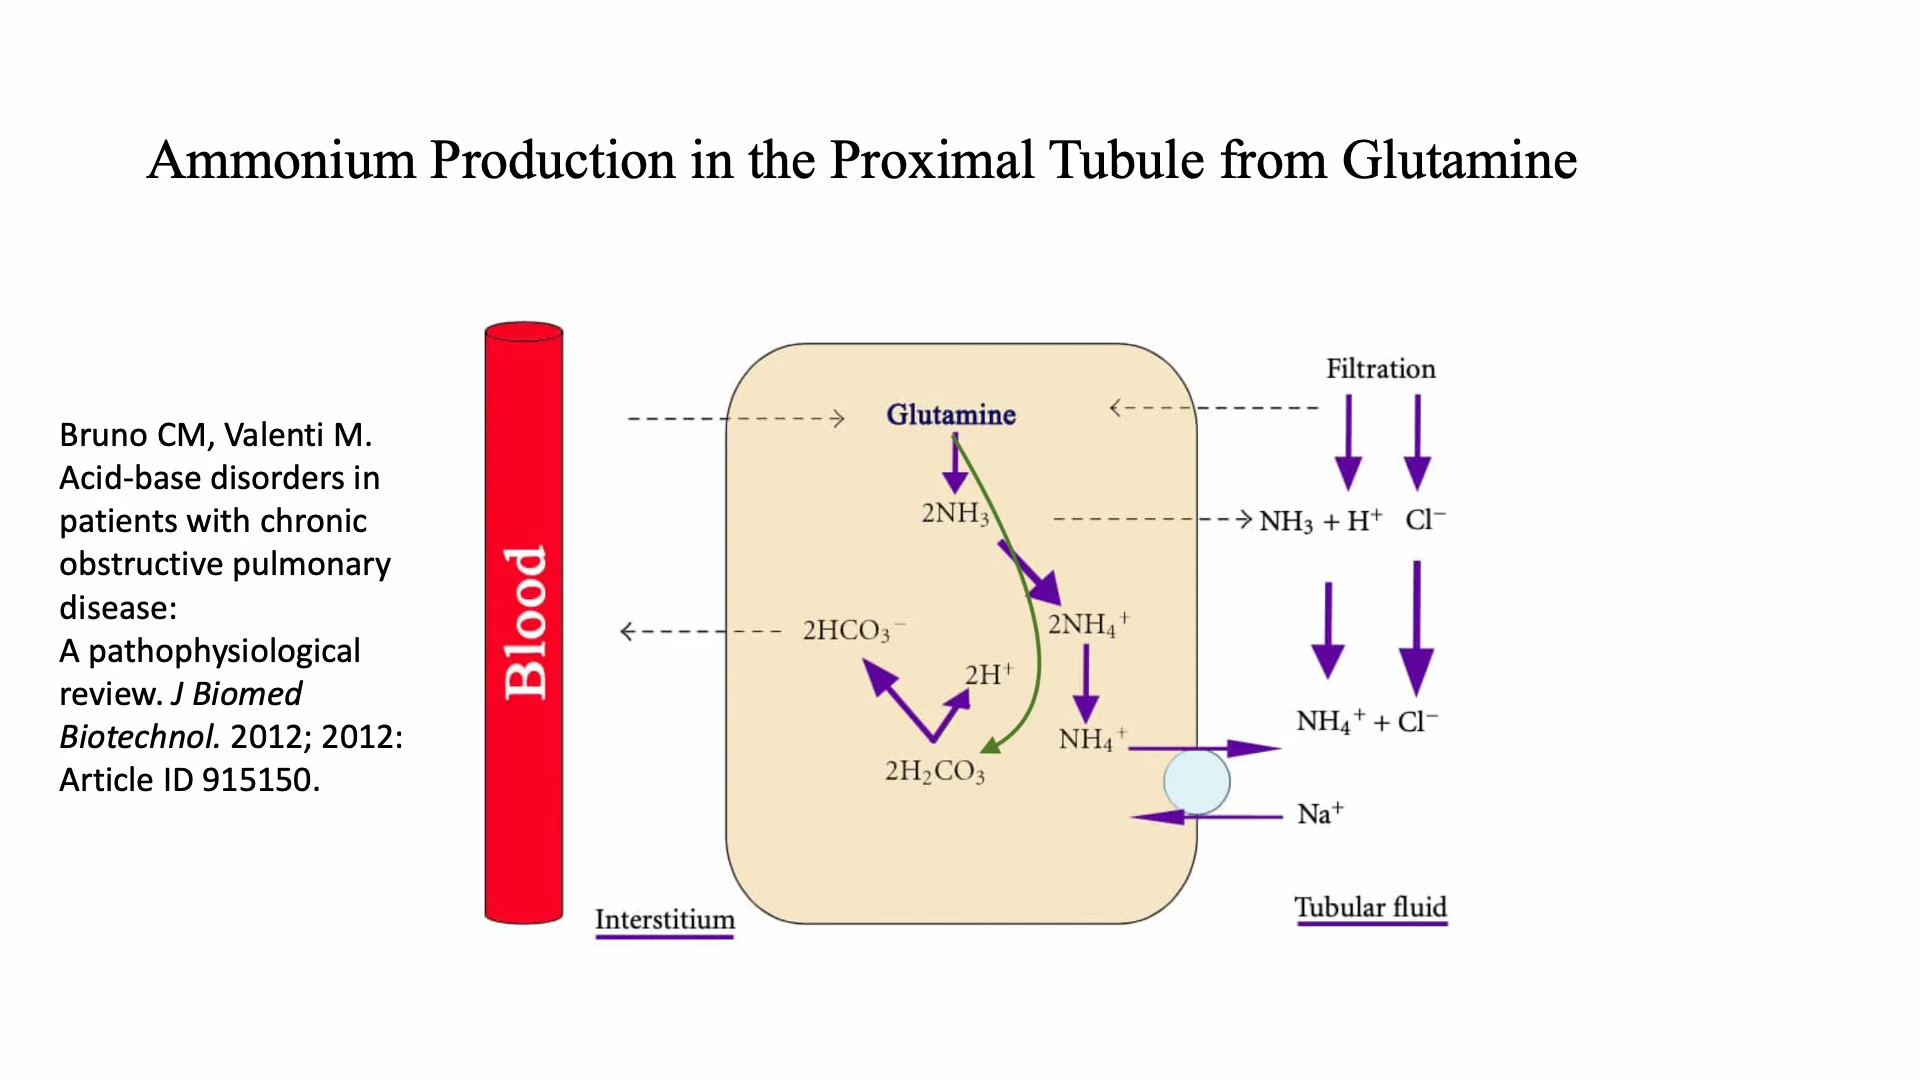 Ammonium Production in the Proximal Tubule from Glutamine
Bruno CM, Valenti M.
Acid-base disorders in
patients with chronic
obstructive pulmonary
disease:
A pathophysiological
review. J Biomed
Biotechnol. 2012; 2012:
Article ID 915150.
Blood
Interstitium
Glutamine
2NH₃
2NH₄⁺
2HCO₃⁻
2H⁺
NH₄⁺
2H₂CO₃
Filtration
NH₃ + H⁺ Cl⁻
NH₄⁺ + Cl⁻
Na⁺
Tubular fluid